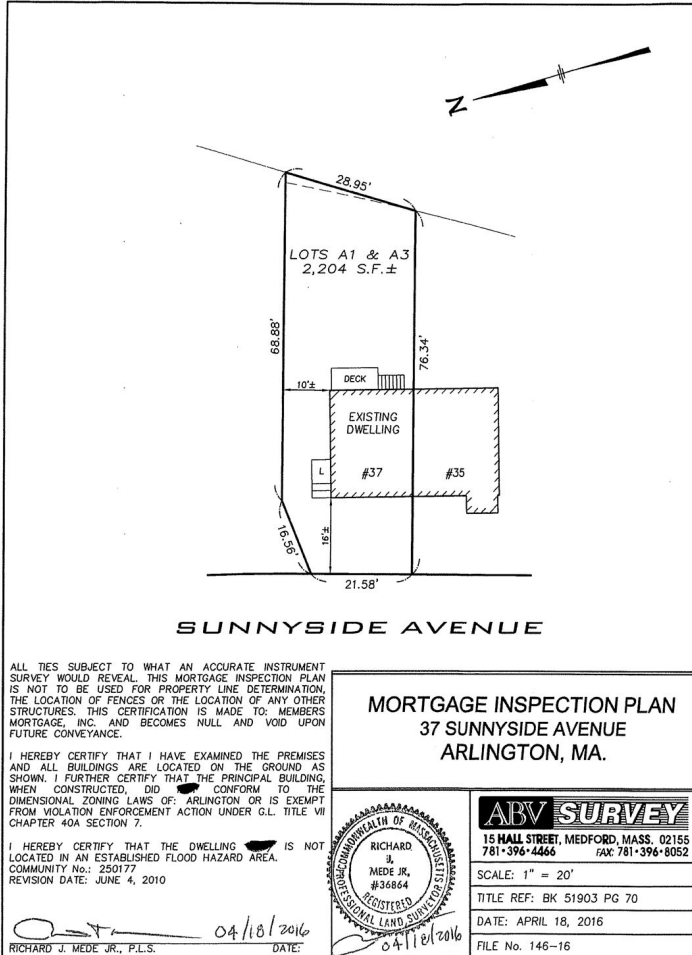 N
28.95'
LOTS A1 & A3
2,204 S.F.±
68.88'
76.34'
10'±
DECK
EXISTING
DWELLING
L
#37
#35
16.56'
16'±
21.58'
SUNNYSIDE AVENUE
ALL TIES SUBJECT TO WHAT AN ACCURATE INSTRUMENT
SURVEY WOULD REVEAL. THIS MORTGAGE INSPECTION PLAN
IS NOT TO BE USED FOR PROPERTY LINE DETERMINATION,
THE LOCATION OF FENCES OR THE LOCATION OF ANY OTHER
STRUCTURES. THIS CERTIFICATION IS MADE TO: MEMBERS
MORTGAGE, INC. AND BECOMES NULL AND VOID UPON
FUTURE CONVEYANCE.
I HEREBY CERTIFY THAT I HAVE EXAMINED THE PREMISES
AND ALL BUILDINGS ARE LOCATED ON THE GROUND AS
SHOWN. I FURTHER CERTIFY THAT THE PRINCIPAL BUILDING,
WHEN CONSTRUCTED, DID CONFORM TO THE
DIMENSIONAL ZONING LAWS OF: ARLINGTON OR IS EXEMPT
FROM VIOLATION ENFORCEMENT ACTION UNDER G.L. TITLE VII
CHAPTER 40A SECTION 7.
I HEREBY CERTIFY THAT THE DWELLING IS NOT
LOCATED IN AN ESTABLISHED FLOOD HAZARD AREA.
COMMUNITY No.: 250177
REVISION DATE: JUNE 4, 2010
04/18/2016
RICHARD J. MEDE JR., P.L.S. DATE:
MORTGAGE INSPECTION PLAN
37 SUNNYSIDE AVENUE
ARLINGTON, MA.
COMMONWEALTH OF MASSACHUSETTS
RICHARD
J.
MEDE JR.
#36864
REGISTERED
PROFESSIONAL LAND SURVEYOR
04/18/2016
ABV SURVEY
15 HALL STREET, MEDFORD, MASS. 02155
781•396•4466 FAX: 781•396•8052
SCALE: 1" = 20'
TITLE REF: BK 51903 PG 70
DATE: APRIL 18, 2016
FILE No. 146-16